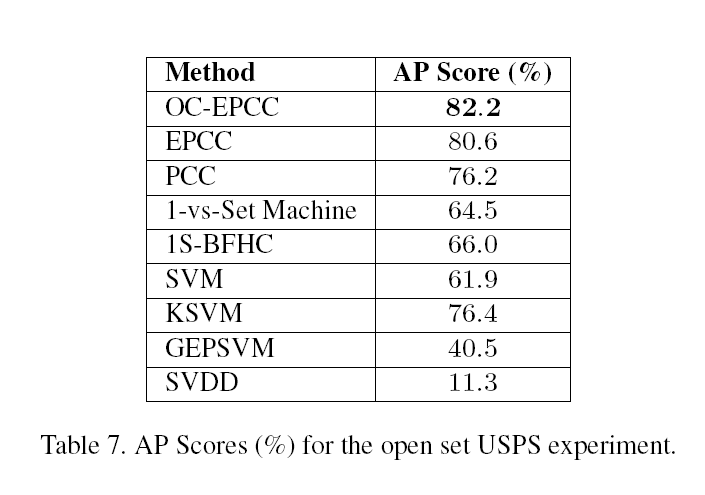 Method AP Score (%)
OC-EPCC 82.2
EPCC 80.6
PCC 76.2
1-vs-Set Machine 64.5
1S-BFHC 66.0
SVM 61.9
KSVM 76.4
GEPSVM 40.5
SVDD 11.3
Table 7. AP Scores (%) for the open set USPS experiment.